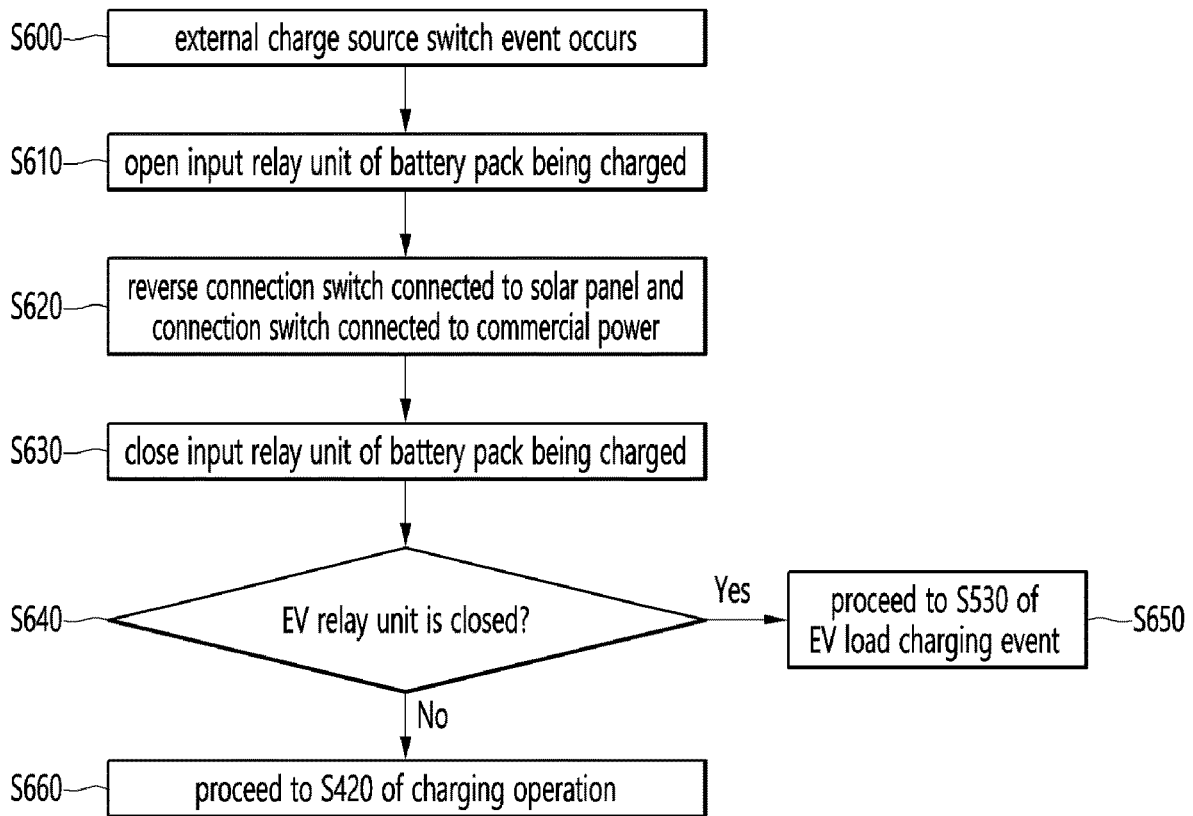 S600
external charge source switch event occurs
S610
open input relay unit of battery pack being charged
S620
reverse connection switch connected to solar panel and
connection switch connected to commercial power
S630
close input relay unit of battery pack being charged
S640
EV relay unit is closed?
Yes
proceed to S530 of
EV load charging event
S650
No
S660
proceed to S420 of charging operation